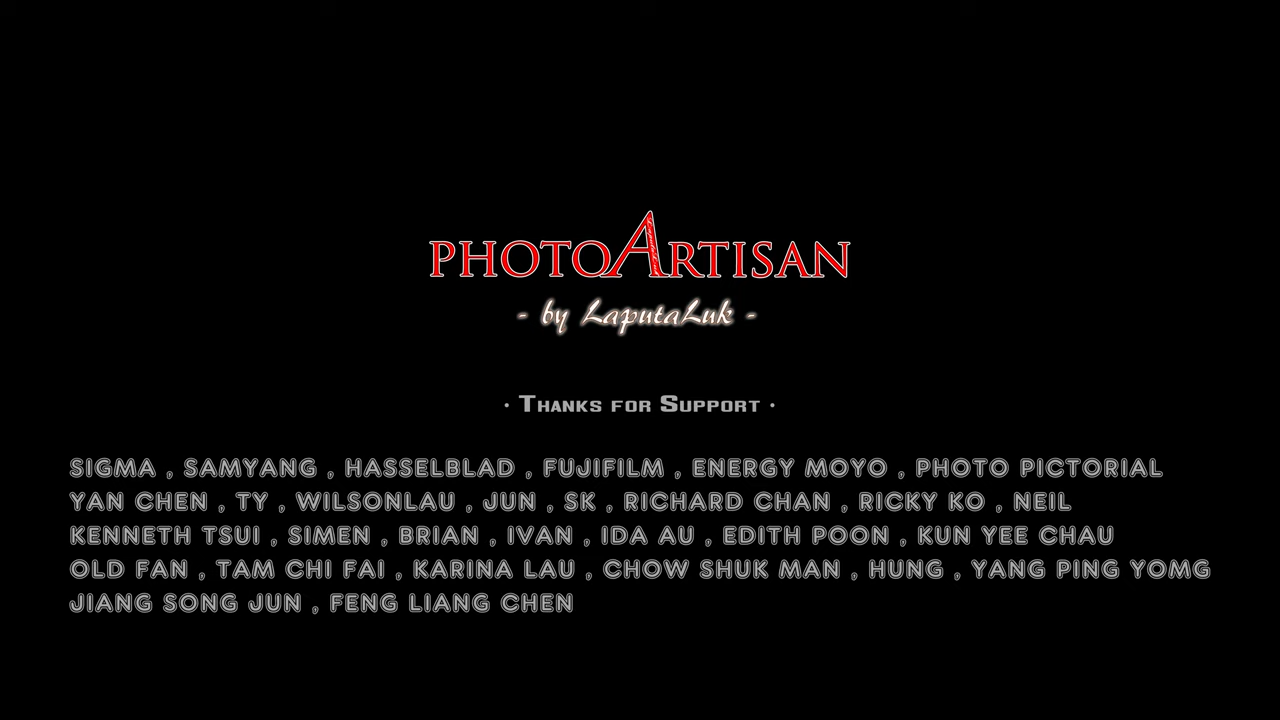 PHOTOARTISAN
- by LaputaLuk -
· THANKS FOR SUPPORT ·
SIGMA , SAMYANG , HASSELBLAD , FUJIFILM , ENERGY MOYO , PHOTO PICTORIAL
YAN CHEN , TY , WILSONLAU , JUN , SK , RICHARD CHAN , RICKY KO , NEIL
KENNETH TSUI , SIMEN , BRIAN , IVAN , IDA AU , EDITH POON , KUN YEE CHAU
OLD FAN , TAM CHI FAI , KARINA LAU , CHOW SHUK MAN , HUNG , YANG PING YOMG
JIANG SONG JUN , FENG LIANG CHEN